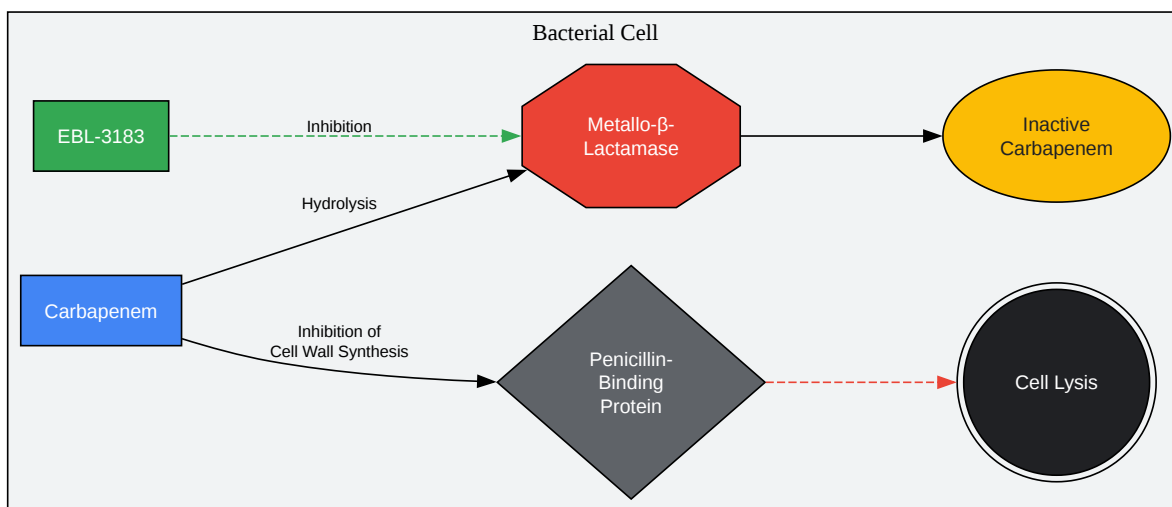 Bacterial Cell
EBL-3183
Inhibition
Metallo-β-
Lactamase
Inactive
Carbapenem
Hydrolysis
Carbapenem
Inhibition of
Cell Wall Synthesis
Penicillin-
Binding
Protein
Cell Lysis